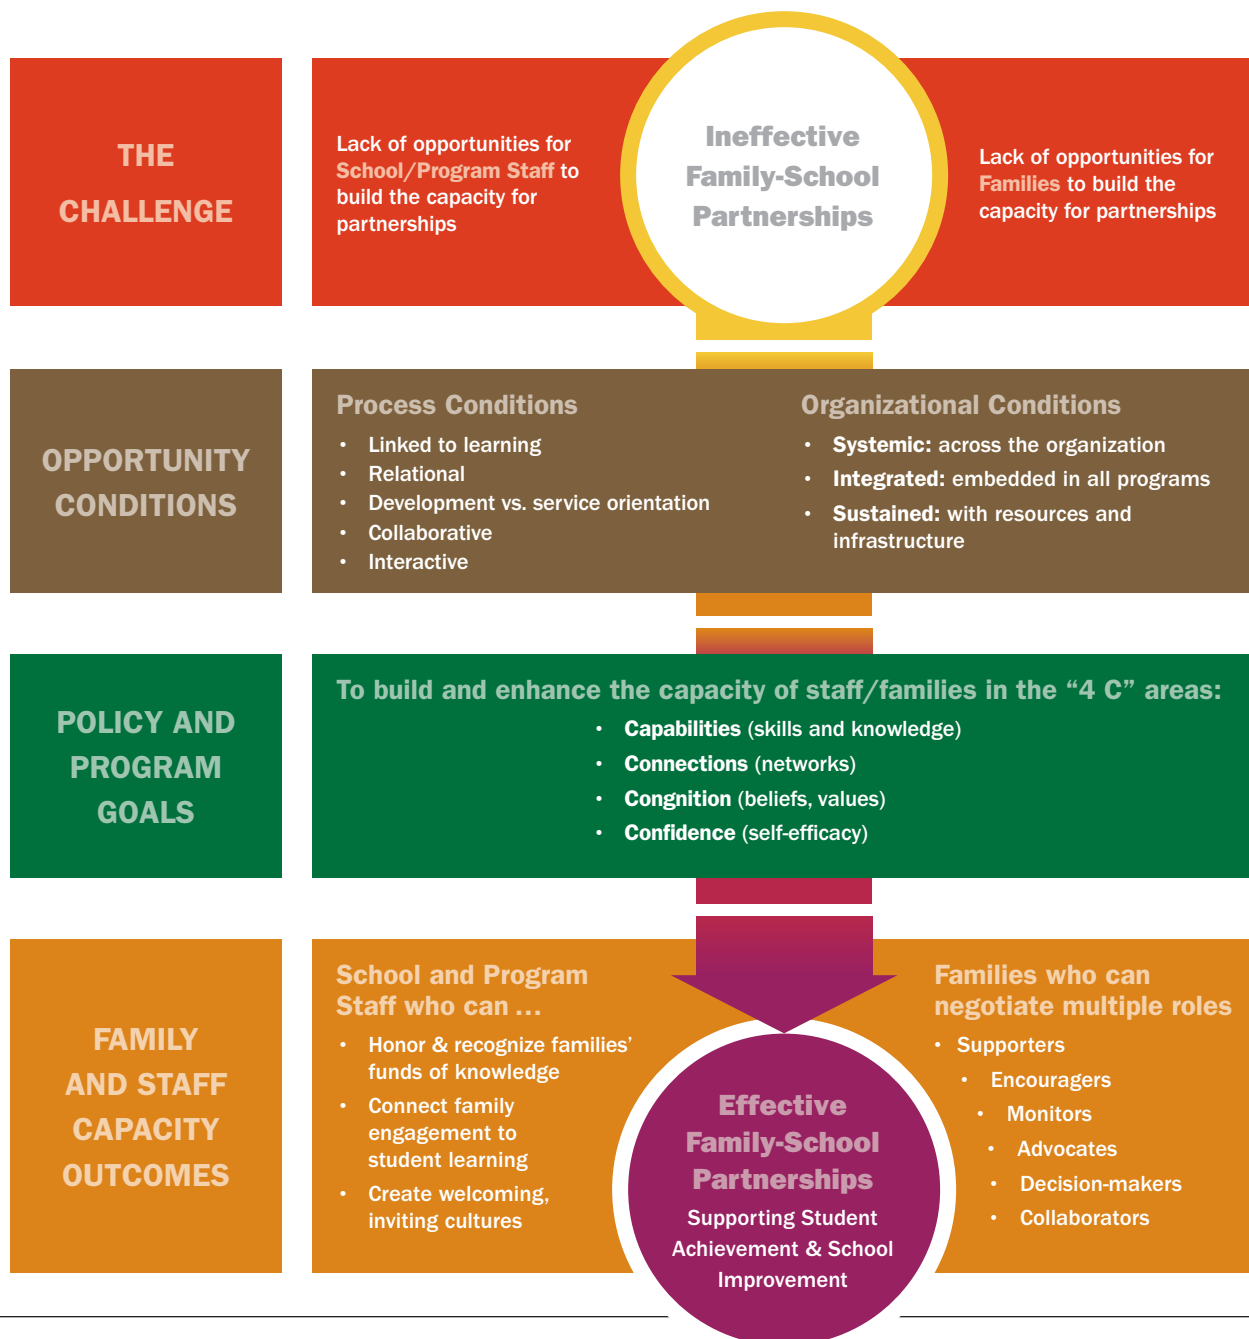 THE
CHALLENGE
Lack of opportunities for
School/Program Staff to
build the capacity for
partnerships
Ineffective
Family-School
Partnerships
Lack of opportunities for
Families to build the
capacity for partnerships
OPPORTUNITY
CONDITIONS
Process Conditions
• Linked to learning
• Relational
• Development vs. service orientation
• Collaborative
• Interactive
Organizational Conditions
• Systemic: across the organization
• Integrated: embedded in all programs
• Sustained: with resources and
infrastructure
POLICY AND
PROGRAM
GOALS
To build and enhance the capacity of staff/families in the “4 C” areas:
• Capabilities (skills and knowledge)
• Connections (networks)
• Congnition (beliefs, values)
• Confidence (self-efficacy)
FAMILY
AND STAFF
CAPACITY
OUTCOMES
School and Program
Staff who can ...
• Honor & recognize families’
funds of knowledge
• Connect family
engagement to
student learning
• Create welcoming,
inviting cultures
Effective
Family-School
Partnerships
Supporting Student
Achievement & School
Improvement
Families who can
negotiate multiple roles
• Supporters
• Encouragers
• Monitors
• Advocates
• Decision-makers
• Collaborators